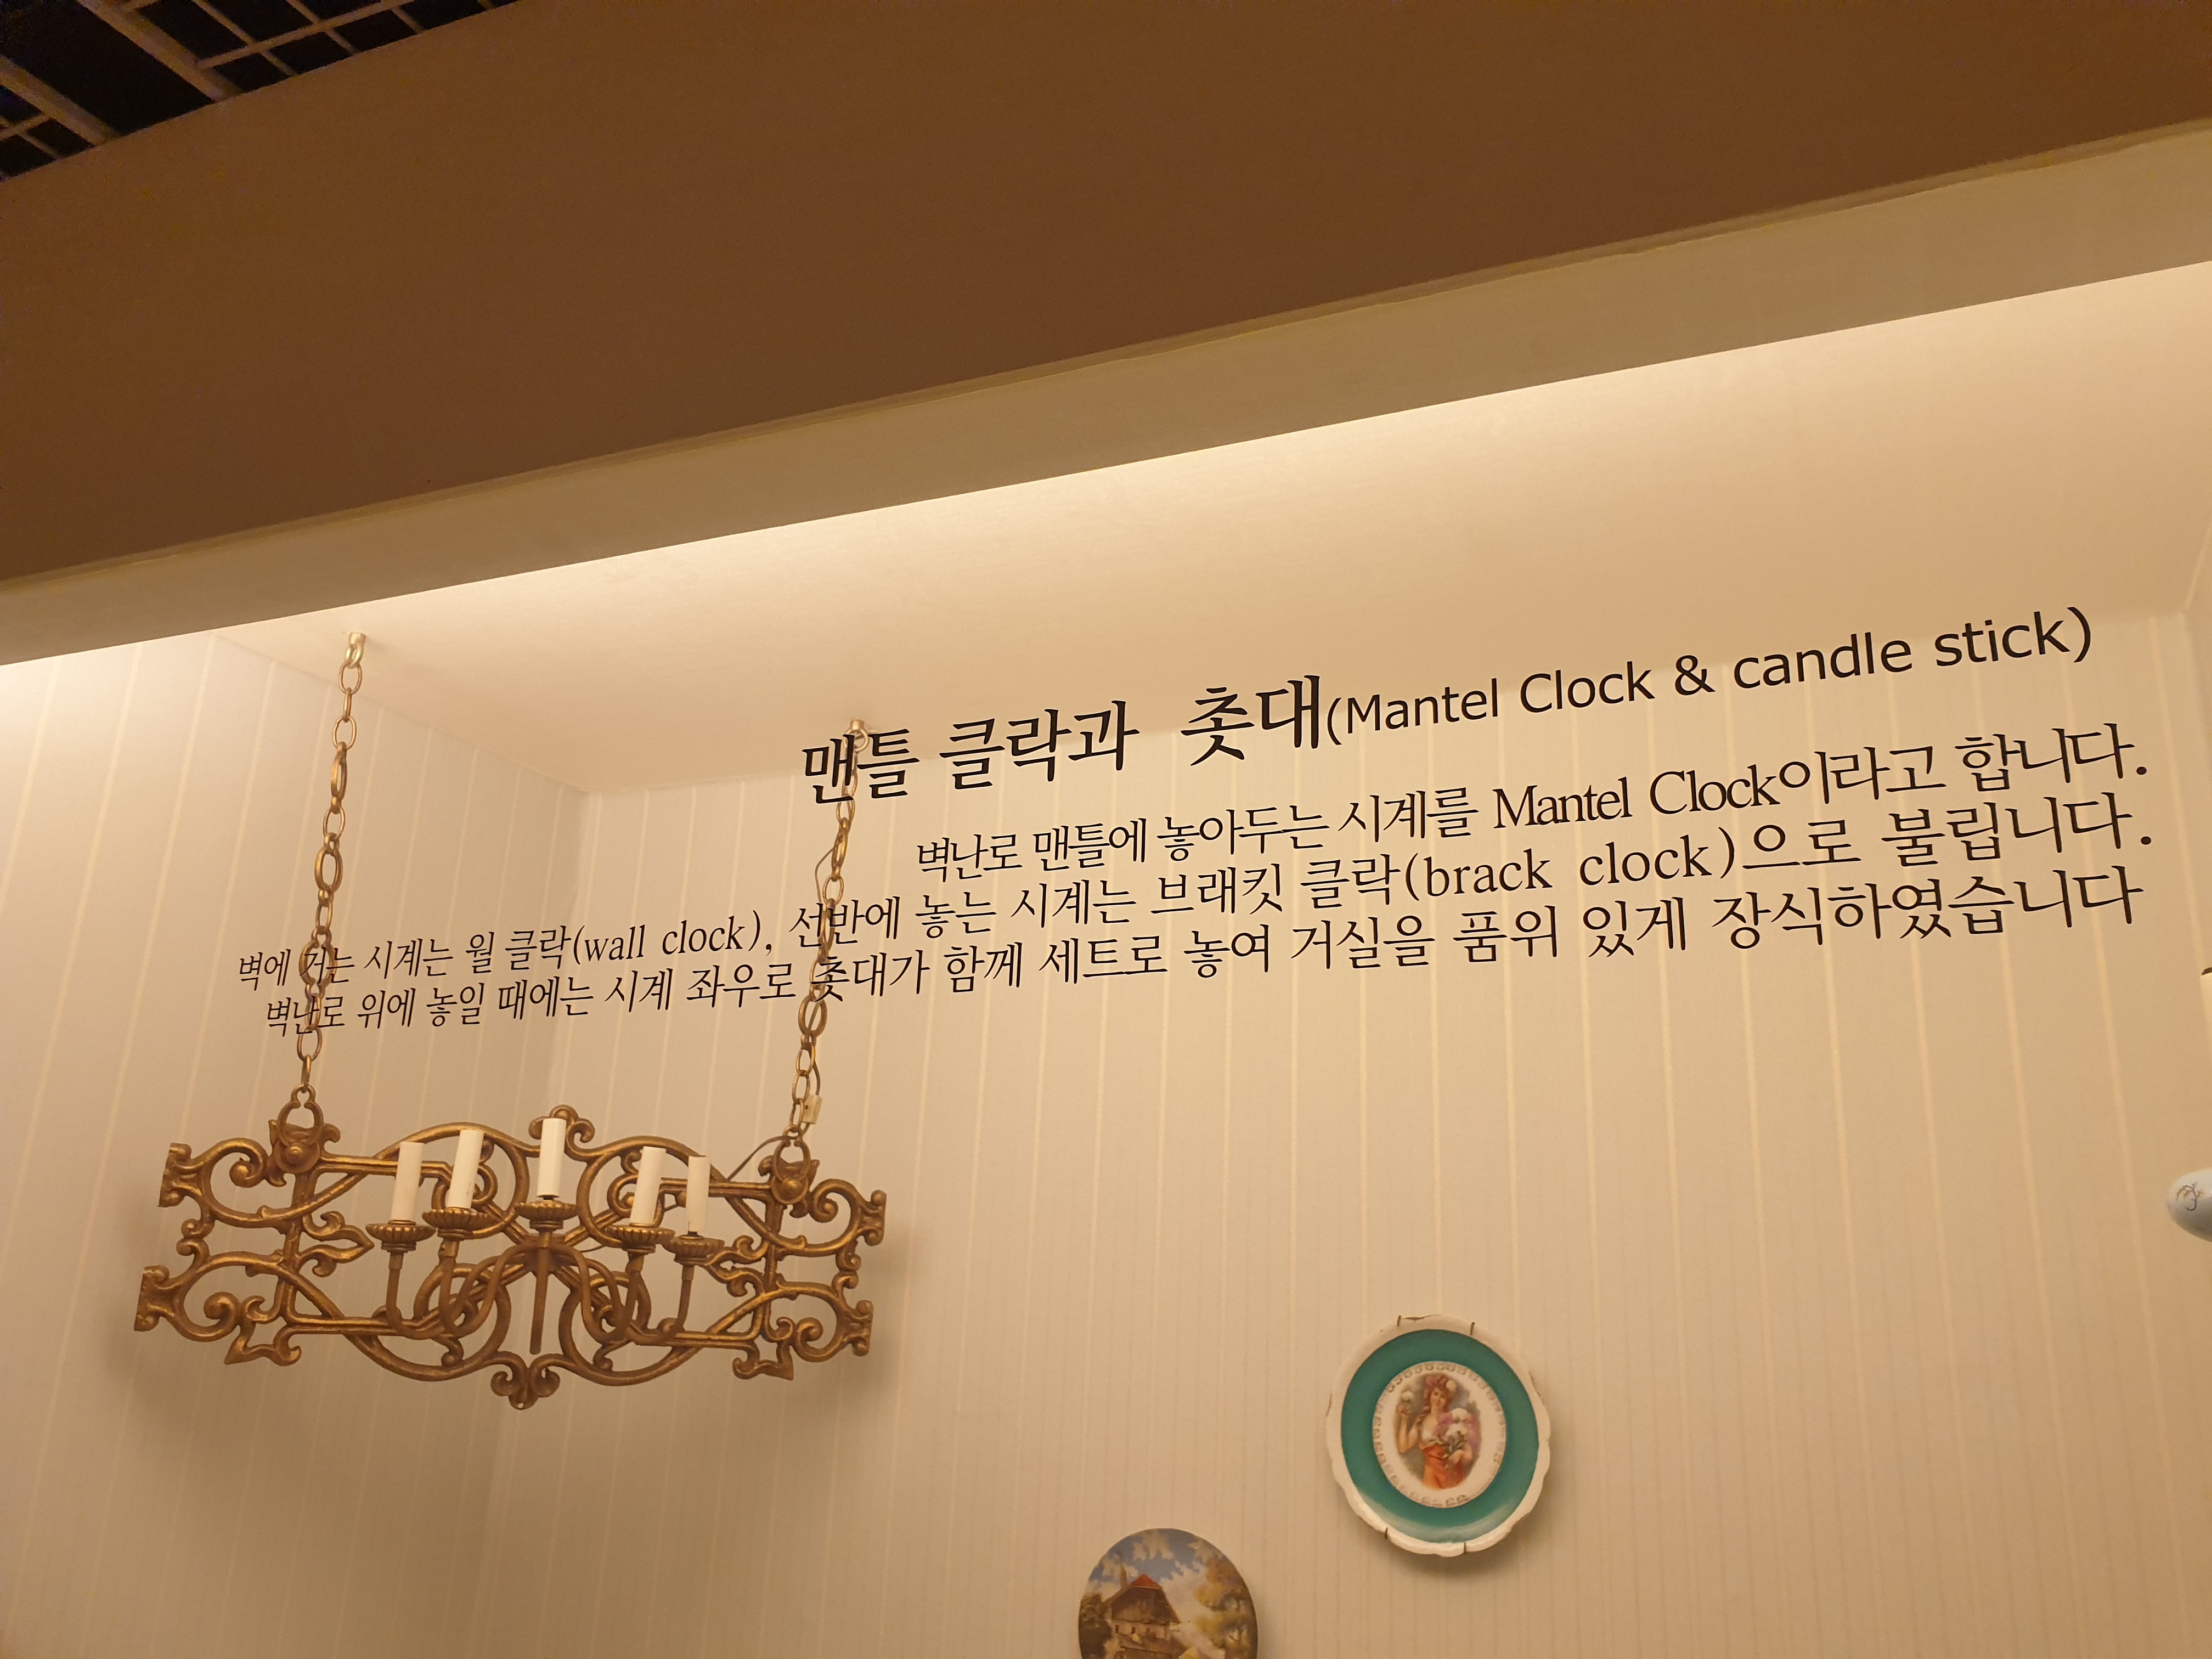 맨틀 클락과 촛대(Mantel Clock & candle stick)
벽난로 맨틀에 놓아두는 시계를 Mantel Clock이라고 합니다.
벽에 거는 시계는 월 클락(wall clock), 선반에 놓는 시계는 브래킷 클락(brack clock)으로 불립니다.
벽난로 위에 놓일 때에는 시계 좌우로 촛대가 함께 세트로 놓여 거실을 품위 있게 장식하였습니다